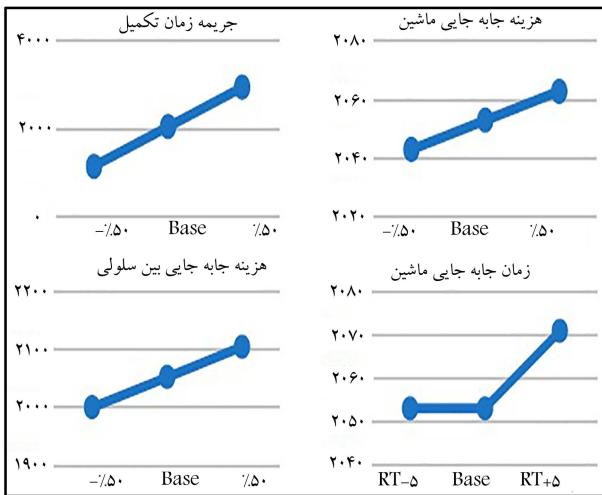 جریمه زمان تکمیل
۴۰۰۰
۲۰۰۰
۰
-٪۵۰ Base ٪۵۰
هزینه جابه جایی ماشین
۲۰۸۰
۲۰۶۰
۲۰۴۰
۲۰۲۰
-٪۵۰ Base ٪۵۰
هزینه جابه جایی بین سلولی
۲۲۰۰
۲۱۰۰
۲۰۰۰
۱۹۰۰
-٪۵۰ Base ٪۵۰
زمان جابه جایی ماشین
۲۰۸۰
۲۰۷۰
۲۰۶۰
۲۰۵۰
۲۰۴۰
RT-۵ Base RT+۵